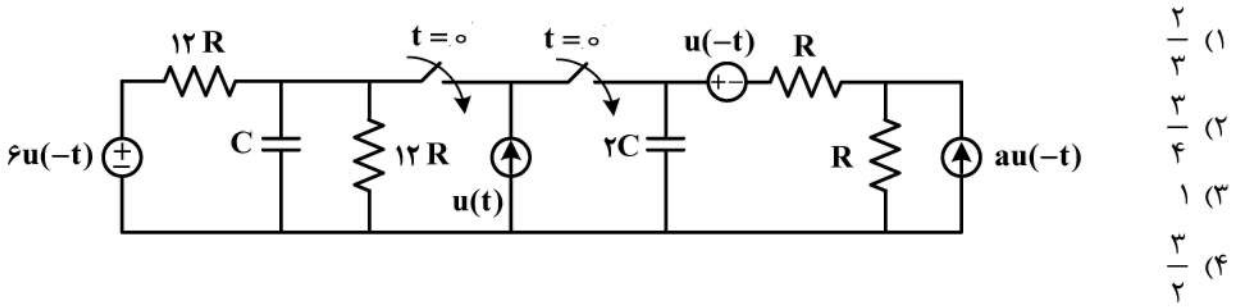 ۱۲ R
t = ۰
t = ۰
u(−t)
R
۶u(−t)
+
−
C
۱۲ R
u(t)
۲C
+ −
R
au(−t)
۱) ۲/۳
۲) ۳/۴
۳) ۱
۴) ۳/۲